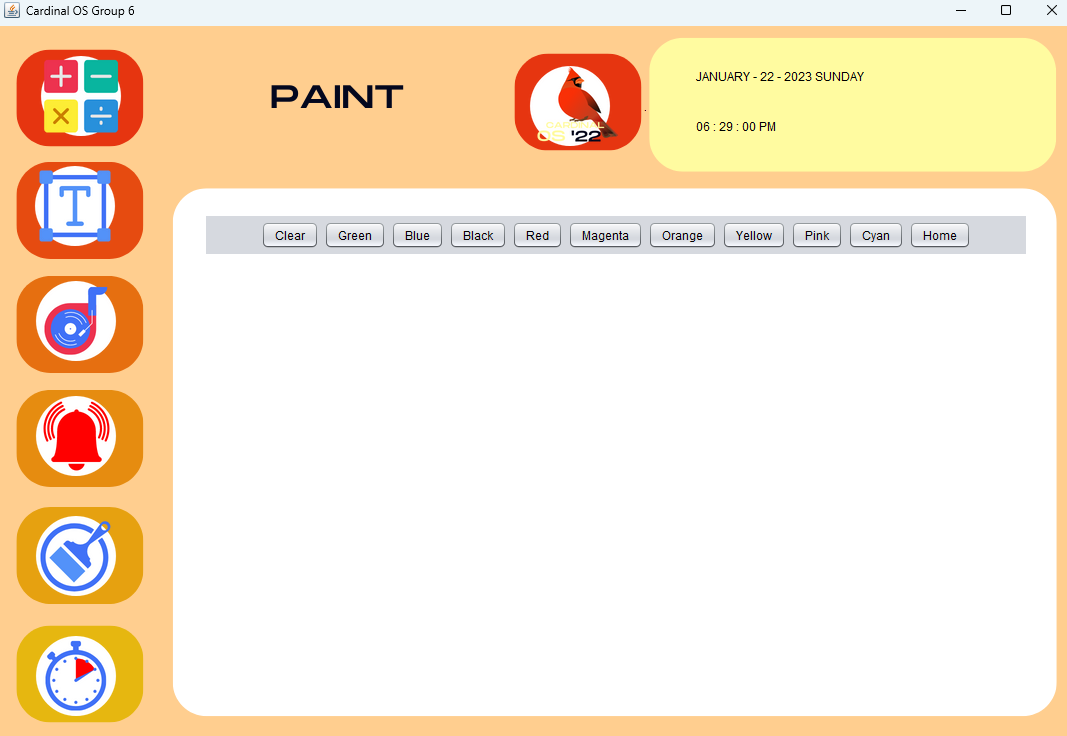 Cardinal OS Group 6
PAINT
CARDINAL
OS '22
JANUARY - 22 - 2023 SUNDAY
06 : 29 : 00 PM
T
Clear Green Blue Black Red Magenta Orange Yellow Pink Cyan Home